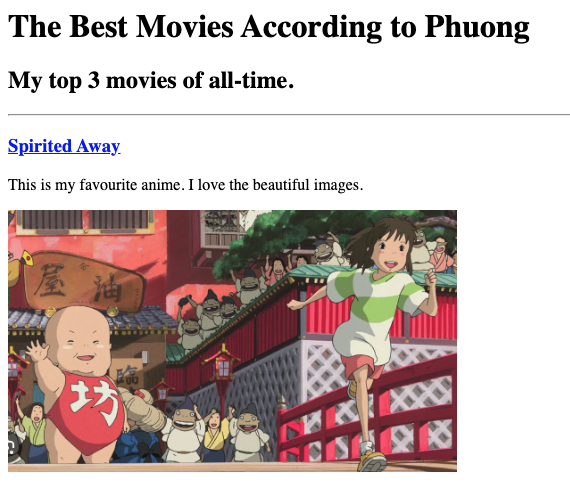 The Best Movies According to Phuong
My top 3 movies of all-time.
Spirited Away
This is my favourite anime. I love the beautiful images.
屋 油
臨
坊